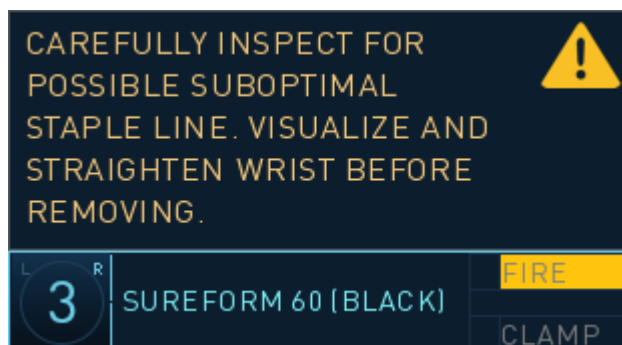 CAREFULLY INSPECT FOR
POSSIBLE SUBOPTIMAL
STAPLE LINE. VISUALIZE AND
STRAIGHTEN WRIST BEFORE
REMOVING.
L R
3
SUREFORM 60 (BLACK)
FIRE
CLAMP